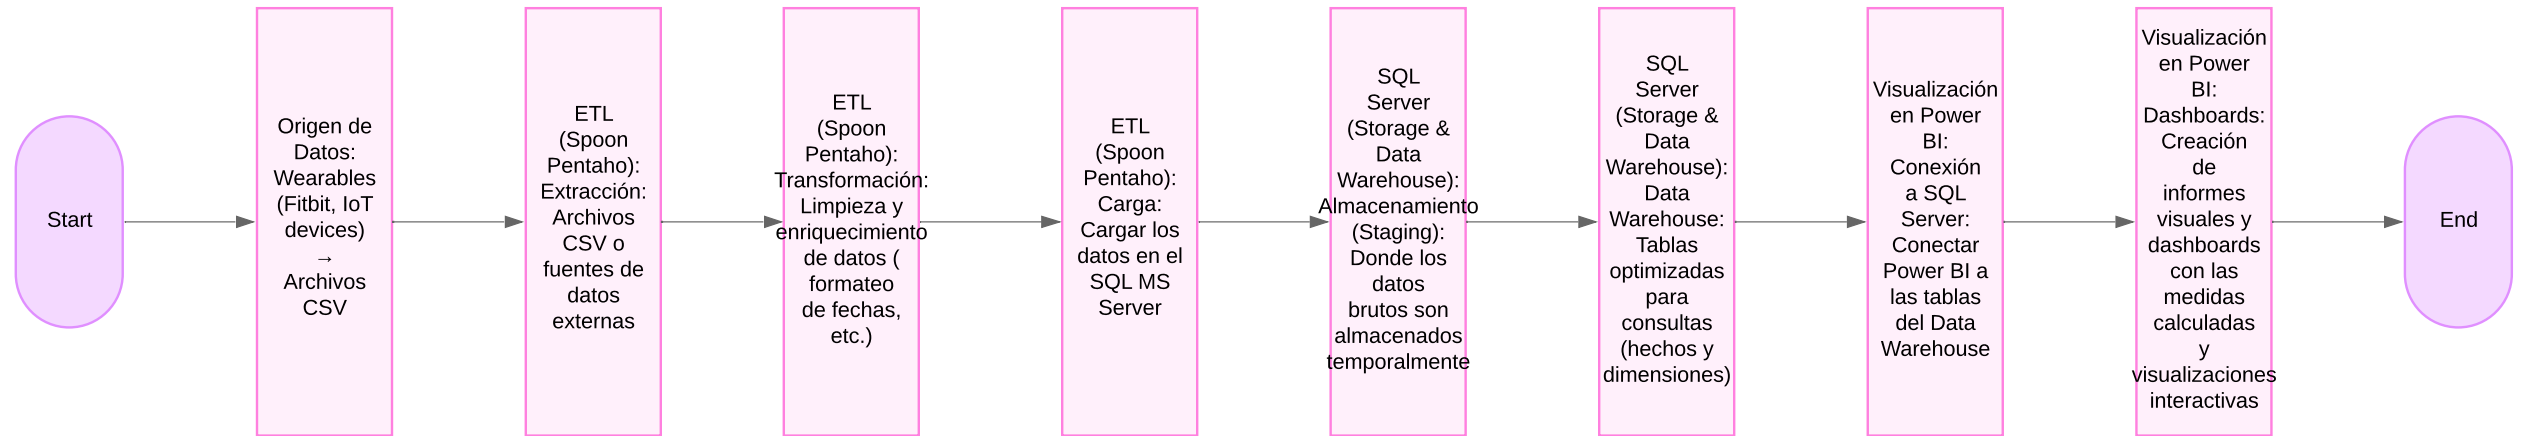 Start
Origen de
Datos:
Wearables
(Fitbit, IoT
devices)
→
Archivos
CSV
ETL
(Spoon
Pentaho):
Extracción:
Archivos
CSV o
fuentes de
datos
externas
ETL
(Spoon
Pentaho):
Transformación:
Limpieza y
enriquecimiento
de datos (
formateo
de fechas,
etc.)
ETL
(Spoon
Pentaho):
Carga:
Cargar los
datos en el
SQL MS
Server
SQL
Server
(Storage &
Data
Warehouse):
Almacenamiento
(Staging):
Donde los
datos
brutos son
almacenados
temporalmente
SQL
Server
(Storage &
Data
Warehouse):
Data
Warehouse:
Tablas
optimizadas
para
consultas
(hechos y
dimensiones)
Visualización
en Power
BI:
Conexión
a SQL
Server:
Conectar
Power BI a
las tablas
del Data
Warehouse
Visualización
en Power
BI:
Dashboards:
Creación
de
informes
visuales y
dashboards
con las
medidas
calculadas
y
visualizaciones
interactivas
End